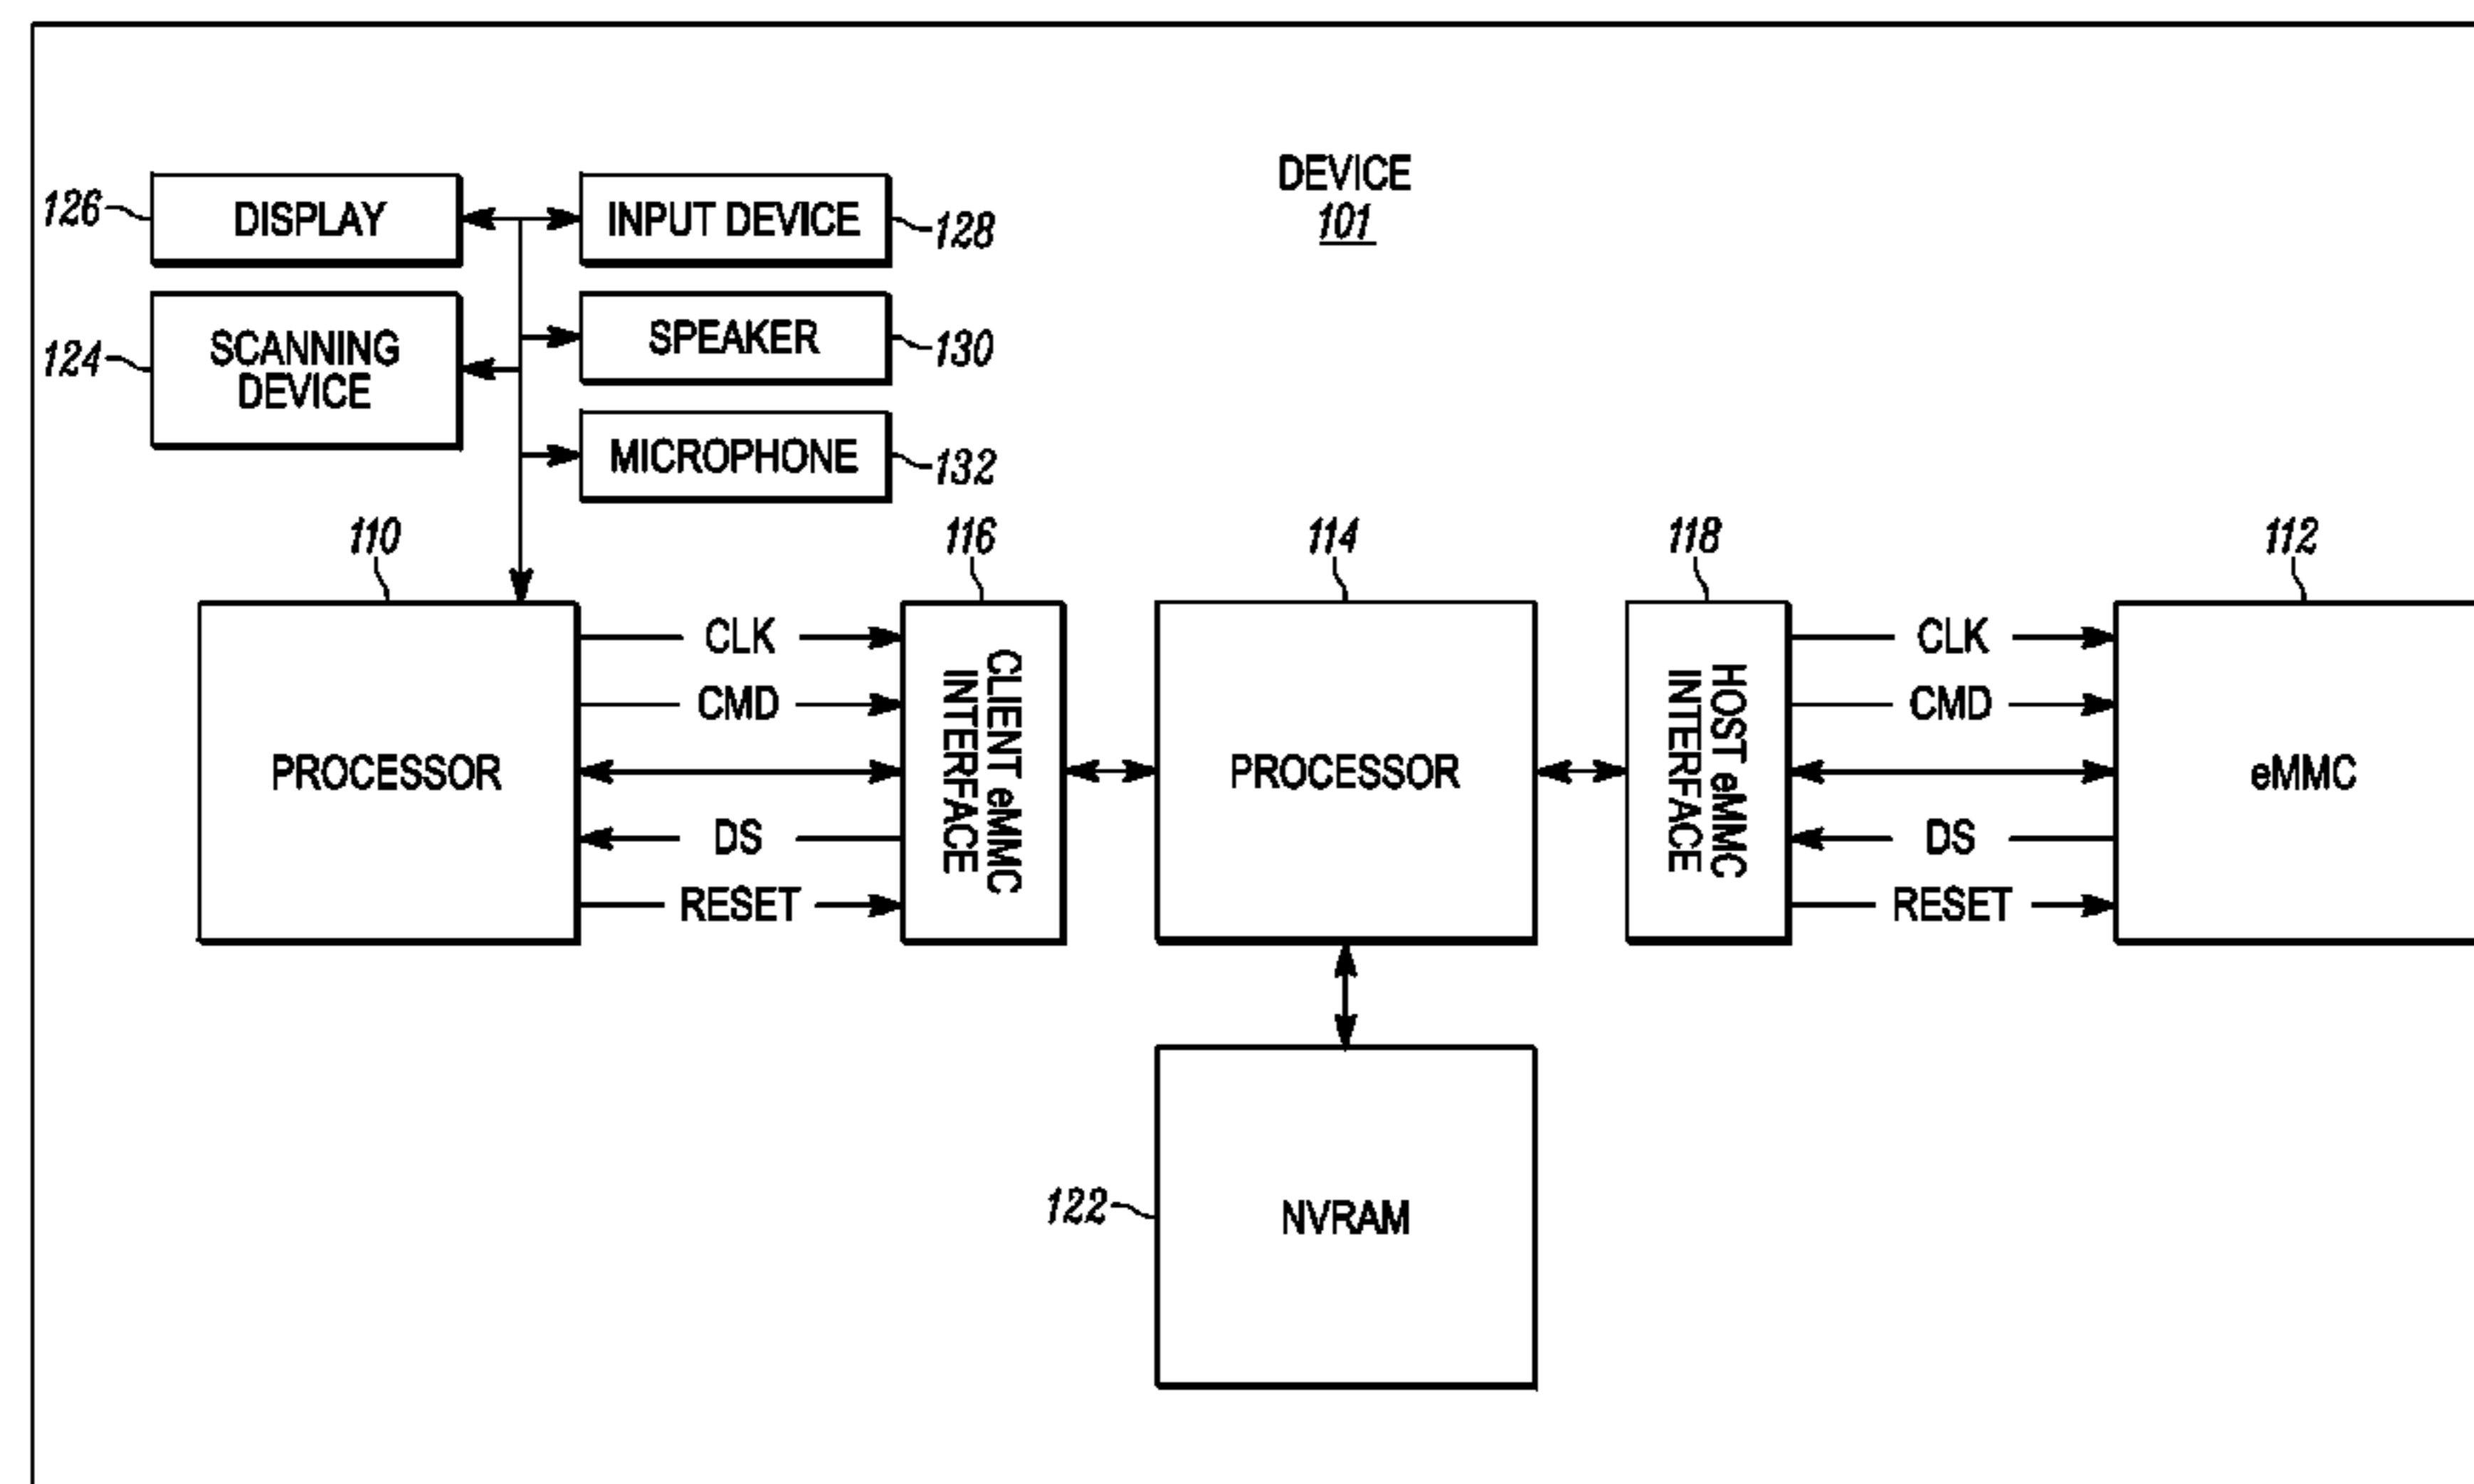 DEVICE
101
126
DISPLAY
INPUT DEVICE
128
124
SCANNING
DEVICE
SPEAKER
130
MICROPHONE
132
110
116
114
118
112
PROCESSOR
CLK
CMD
DS
RESET
CLIENT eMMC
INTERFACE
PROCESSOR
HOST eMMC
INTERFACE
CLK
CMD
DS
RESET
eMMC
122
NVRAM